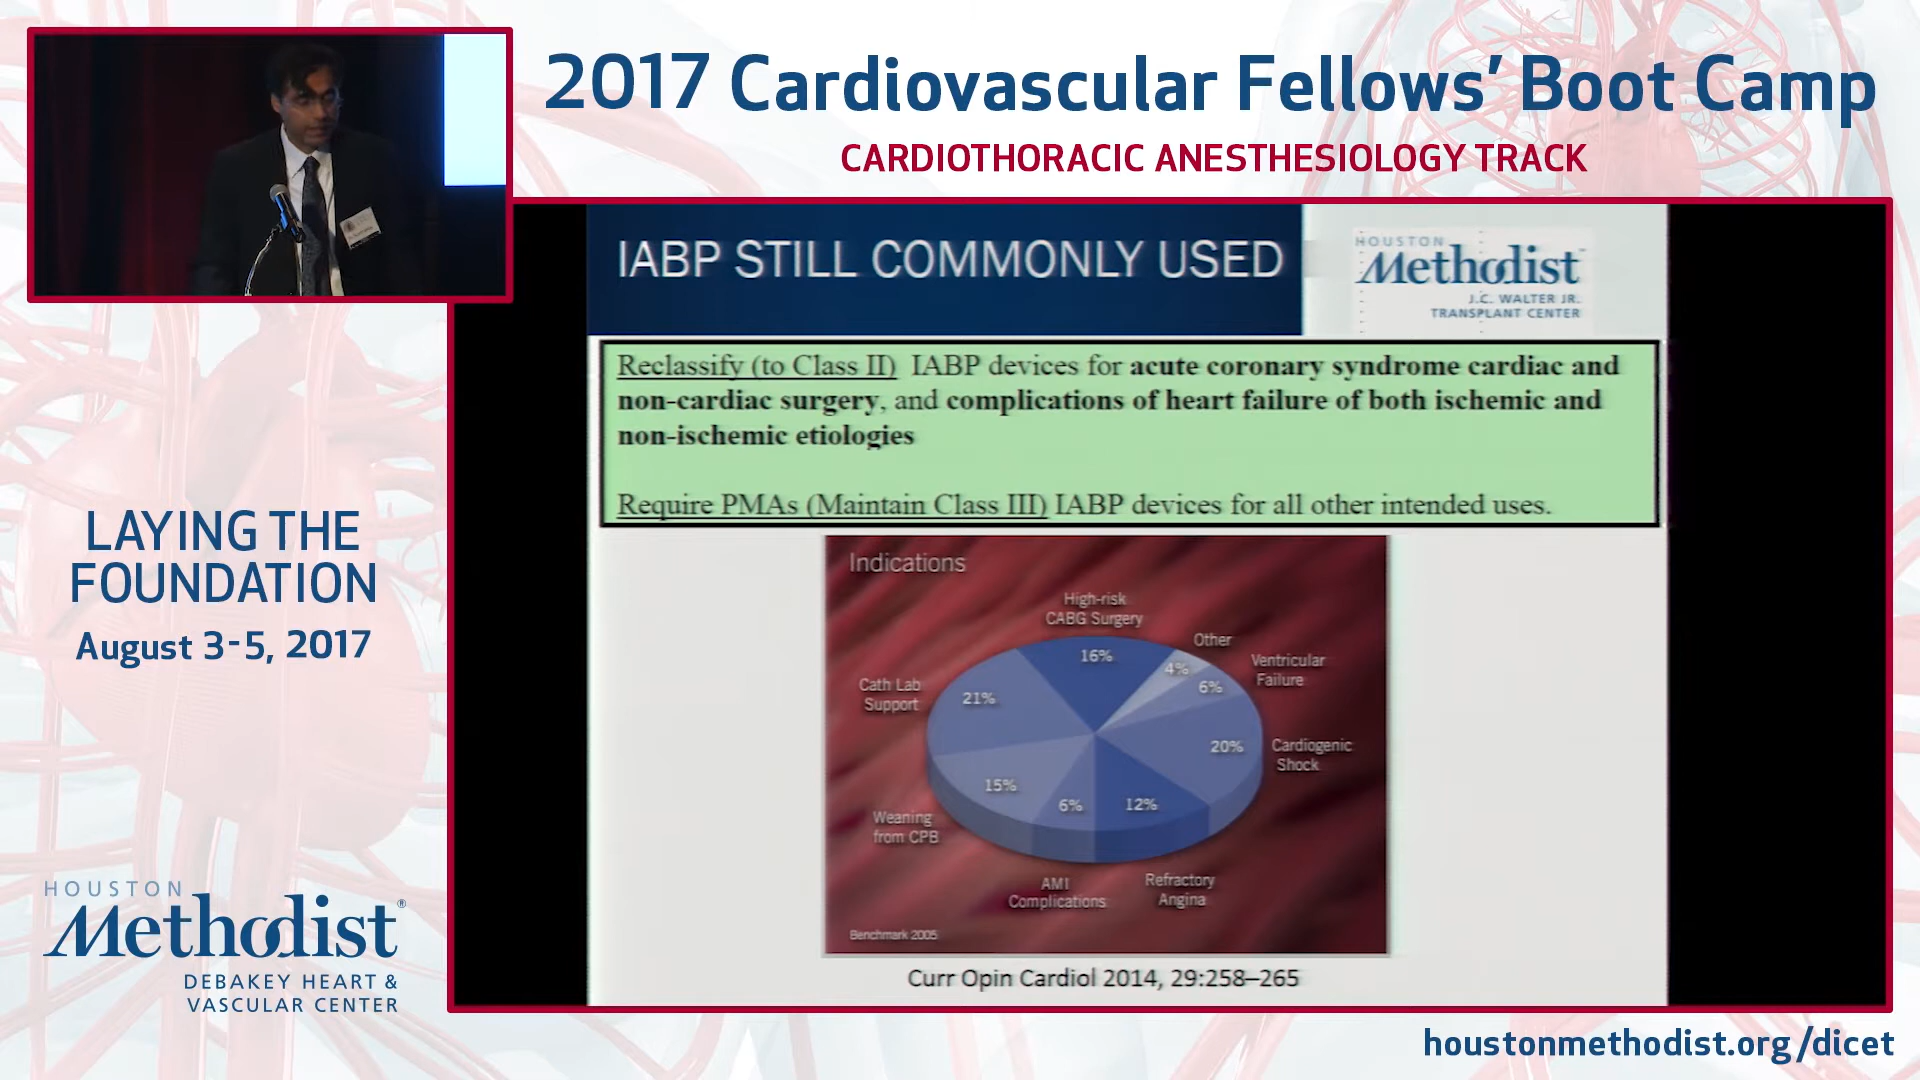 2017 Cardiovascular Fellows’ Boot Camp
CARDIOTHORACIC ANESTHESIOLOGY TRACK
IABP STILL COMMONLY USED
HOUSTON
Methodist
J.C. WALTER JR.
TRANSPLANT CENTER
Reclassify (to Class II) IABP devices for acute coronary syndrome cardiac and
non-cardiac surgery, and complications of heart failure of both ischemic and
non-ischemic etiologies
Require PMAs (Maintain Class III) IABP devices for all other intended uses.
Indications
High-risk
CABG Surgery
16%
Other
4%
Ventricular
Failure
6%
Cardiogenic
Shock
20%
Refractory
Angina
12%
AMI
Complications
6%
Weaning
from CPB
15%
Cath Lab
Support
21%
Benchmark 2005
Curr Opin Cardiol 2014, 29:258–265
LAYING THE
FOUNDATION
August 3-5, 2017
HOUSTON
Methodist®
DEBAKEY HEART &
VASCULAR CENTER
houstonmethodist.org/dicet